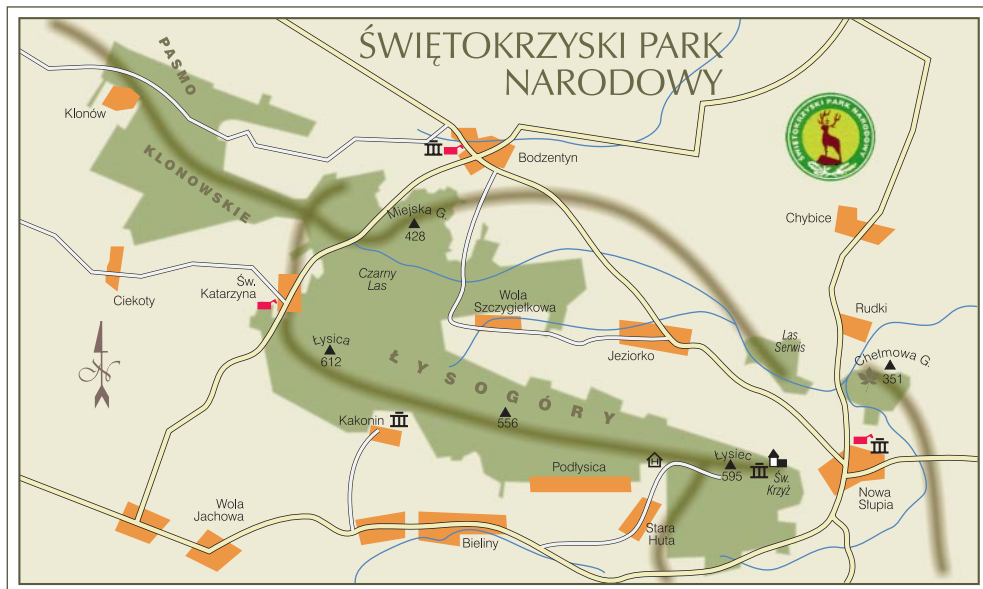 ŚWIĘTOKRZYSKI PARK
NARODOWY
PASMO
KLONOWSKIE
Klonów
Bodzentyn
ŚWIĘTOKRZYSKI PARK NARODOWY
Miejska G.
428
Chybice
Czarny
Las
Św.
Katarzyna
Ciekoty
Wola
Szczygiełkowa
Rudki
Las
Serwis
Jeziorko
Łysica
612
ŁYSOGÓRY
Chełmowa G.
351
N
Kakonin
556
Podłysica
Łysiec
595
Św.
Krzyż
Nowa
Słupia
Wola
Jachowa
Bieliny
Stara
Huta